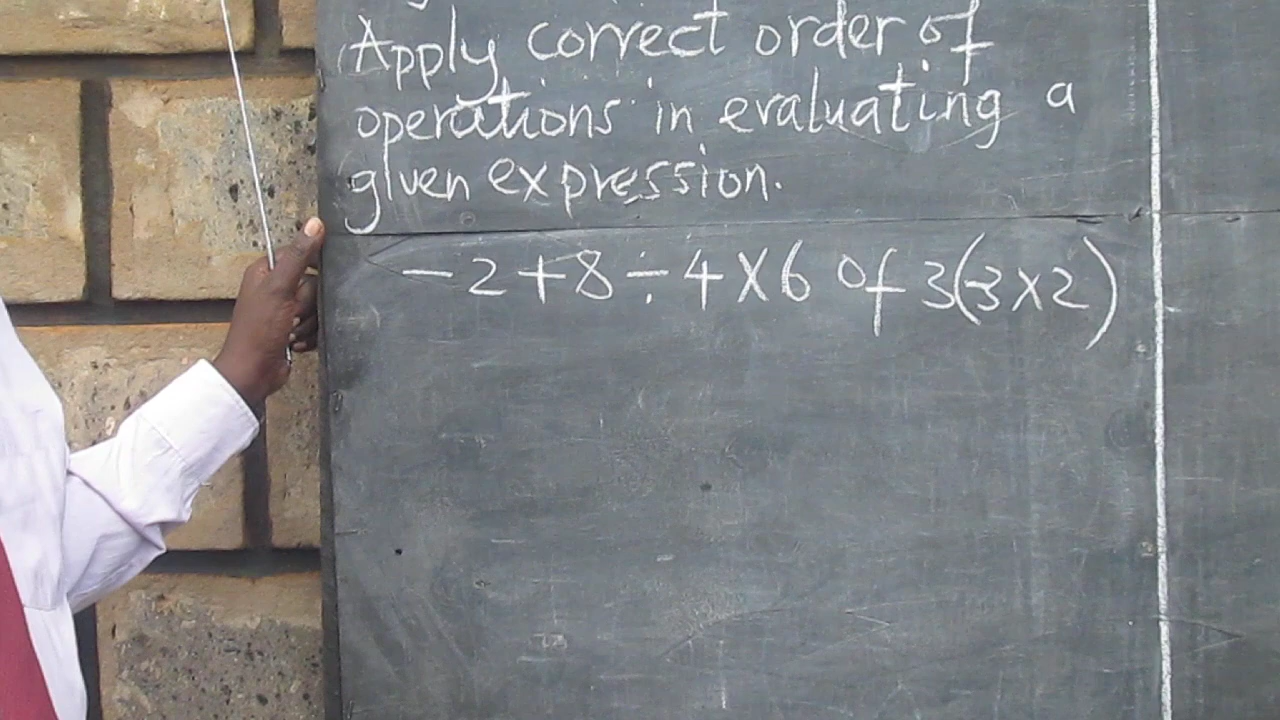 Apply correct order of
operations in evaluating a
given expression.
-2+8÷4×6 of 3(-3×2)